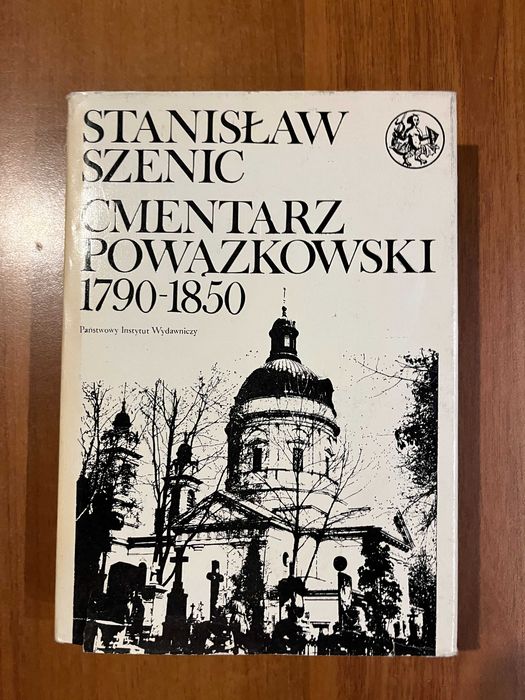 STANISŁAW
SZENIC
CMENTARZ
POWĄZKOWSKI
1790-1850
Państwowy Instytut Wydawniczy